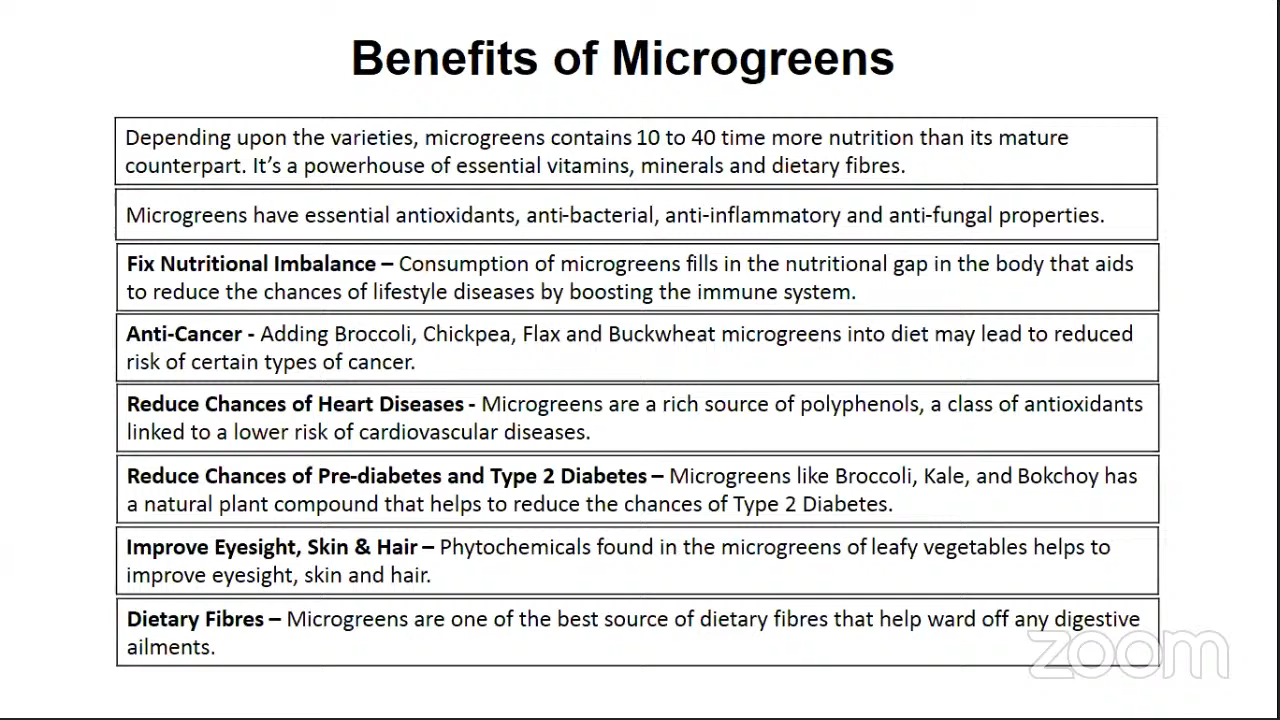 Benefits of Microgreens
Depending upon the varieties, microgreens contains 10 to 40 time more nutrition than its mature
counterpart. It’s a powerhouse of essential vitamins, minerals and dietary fibres.
Microgreens have essential antioxidants, anti-bacterial, anti-inflammatory and anti-fungal properties.
Fix Nutritional Imbalance – Consumption of microgreens fills in the nutritional gap in the body that aids
to reduce the chances of lifestyle diseases by boosting the immune system.
Anti-Cancer - Adding Broccoli, Chickpea, Flax and Buckwheat microgreens into diet may lead to reduced
risk of certain types of cancer.
Reduce Chances of Heart Diseases - Microgreens are a rich source of polyphenols, a class of antioxidants
linked to a lower risk of cardiovascular diseases.
Reduce Chances of Pre-diabetes and Type 2 Diabetes – Microgreens like Broccoli, Kale, and Bokchoy has
a natural plant compound that helps to reduce the chances of Type 2 Diabetes.
Improve Eyesight, Skin & Hair – Phytochemicals found in the microgreens of leafy vegetables helps to
improve eyesight, skin and hair.
Dietary Fibres – Microgreens are one of the best source of dietary fibres that help ward off any digestive
ailments.
zoom